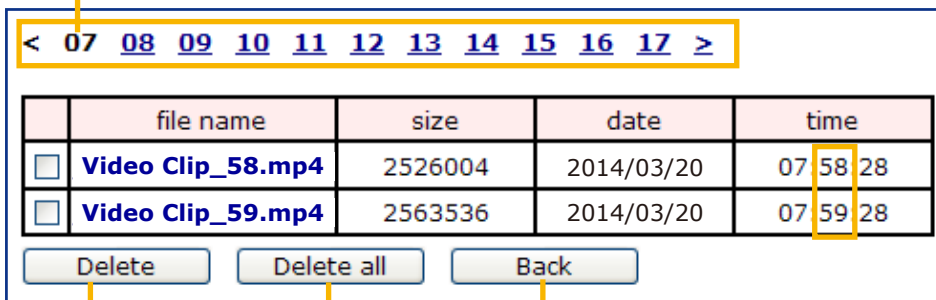 < 07 08 09 10 11 12 13 14 15 16 17 >
file name size date time
Video Clip_58.mp4 2526004 2014/03/20 07:58:28
Video Clip_59.mp4 2563536 2014/03/20 07:59:28
Delete Delete all Back